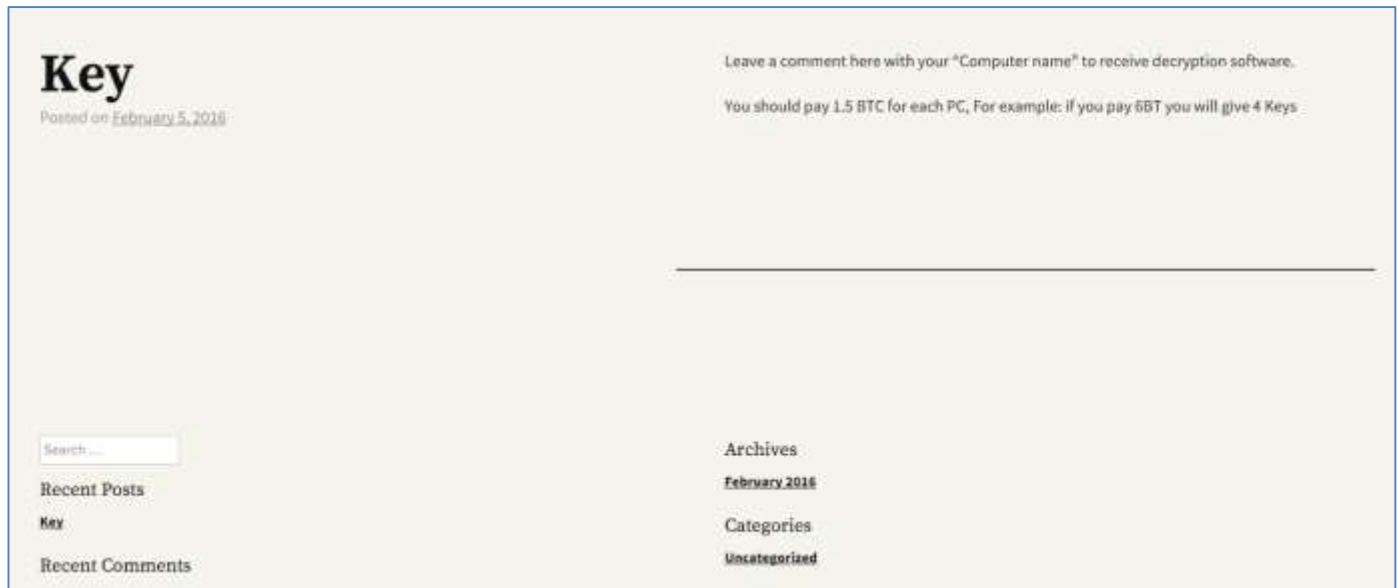 Key
Posted on February 5, 2016
Leave a comment here with your "Computer name" to receive decryption software.
You should pay 1.5 BTC for each PC, For example: if you pay 6BT you will give 4 Keys
Search ...
Recent Posts
Key
Recent Comments
Archives
February 2016
Categories
Uncategorized